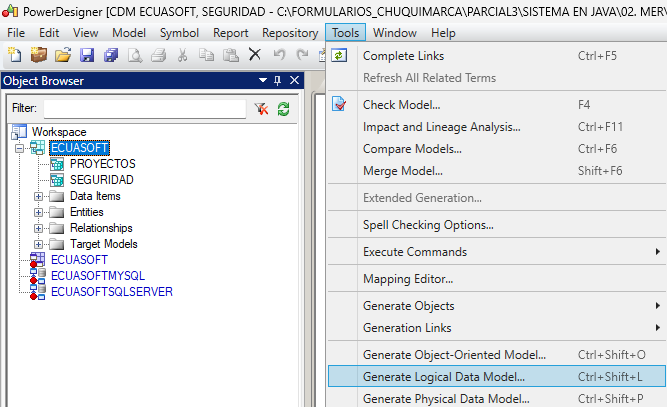 PowerDesigner [CDM ECUASOFT, SEGURIDAD - C:\FORMULARIOS_CHUQUIMARCA\PARCIAL3\SISTEMA EN JAVA\02. MER\
File Edit View Model Symbol Report Repository Tools Window Help
Object Browser
Filter:
Workspace
ECUASOFT
PROYECTOS
SEGURIDAD
Data Items
Entities
Relationships
Target Models
ECUASOFT
ECUASOFTMYSQL
ECUASOFTSQLSERVER
Complete Links Ctrl+F5
Refresh All Related Terms
Check Model... F4
Impact and Lineage Analysis... Ctrl+F11
Compare Models... Ctrl+F6
Merge Model... Shift+F6
Extended Generation...
Spell Checking Options...
Execute Commands
Mapping Editor...
Generate Objects
Generation Links
Generate Object-Oriented Model... Ctrl+Shift+O
Generate Logical Data Model... Ctrl+Shift+L
Generate Physical Data Model... Ctrl+Shift+P